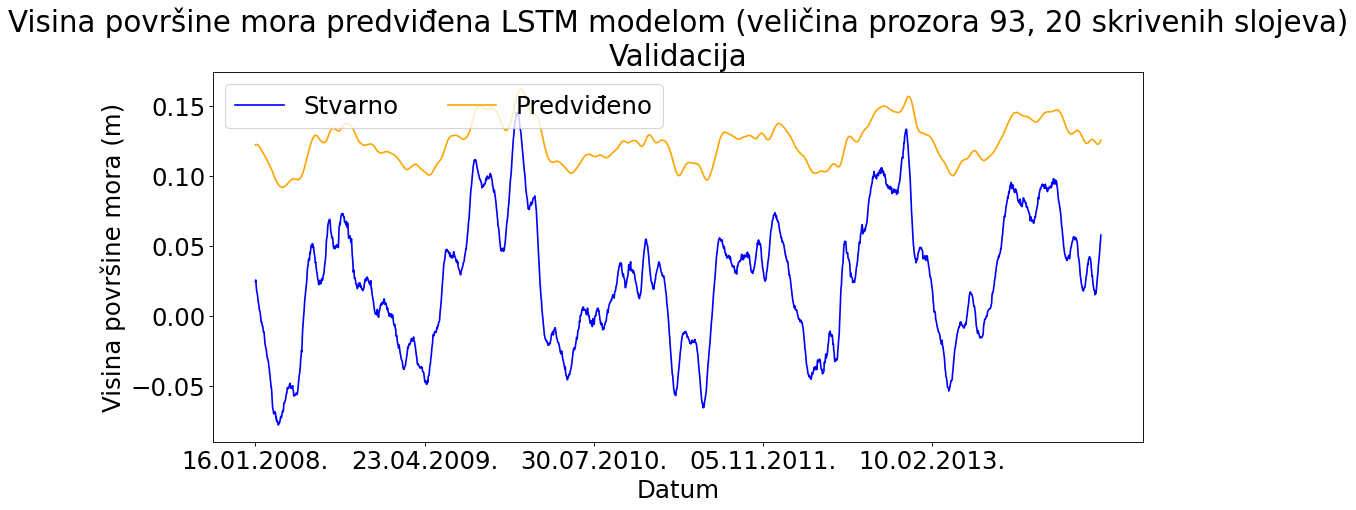 Visina površine mora predviđena LSTM modelom (veličina prozora 93, 20 skrivenih slojeva)
Validacija
Stvarno Predviđeno
Visina površine mora (m)
0.15
0.10
0.05
0.00
−0.05
16.01.2008. 23.04.2009. 30.07.2010. 05.11.2011. 10.02.2013.
Datum